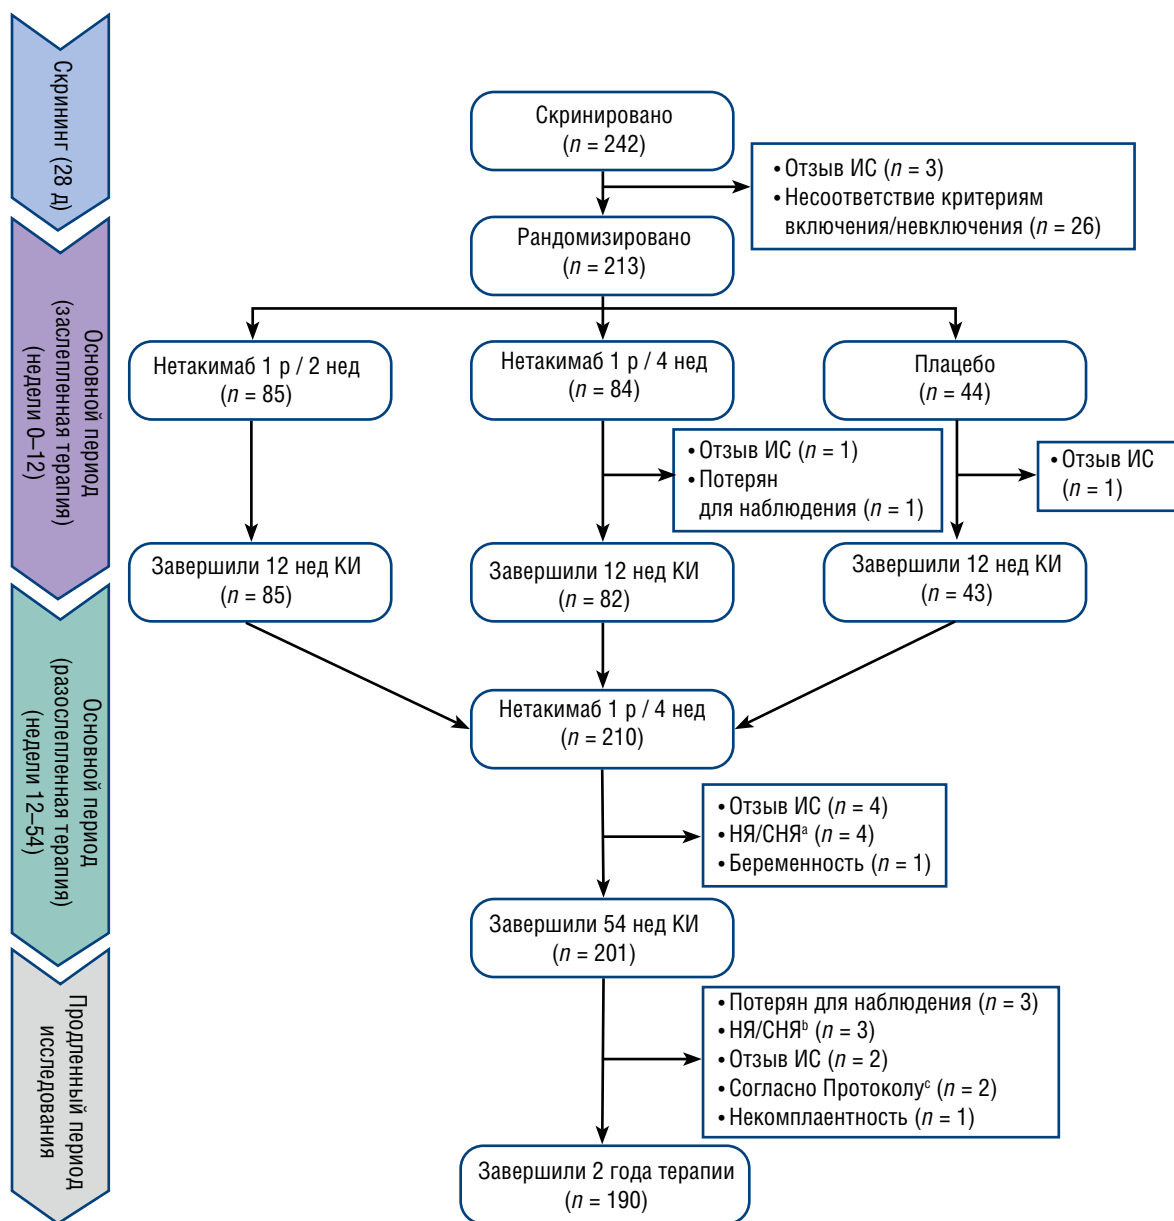 Скрининг (28 д)
Основной период
(заслепленная терапия)
(недели 0–12)
Основной период
(разослепленная терапия)
(недели 12–54)
Продленный период
исследования
Скринировано
(n = 242)
• Отзыв ИС (n = 3)
• Несоответствие критериям
включения/невключения (n = 26)
Рандомизировано
(n = 213)
Нетакимаб 1 р / 2 нед
(n = 85)
Нетакимаб 1 р / 4 нед
(n = 84)
Плацебо
(n = 44)
• Отзыв ИС (n = 1)
• Потерян
для наблюдения (n = 1)
• Отзыв ИС
(n = 1)
Завершили 12 нед КИ
(n = 85)
Завершили 12 нед КИ
(n = 82)
Завершили 12 нед КИ
(n = 43)
Нетакимаб 1 р / 4 нед
(n = 210)
• Отзыв ИС (n = 4)
• НЯ/СНЯᵃ (n = 4)
• Беременность (n = 1)
Завершили 54 нед КИ
(n = 201)
• Потерян для наблюдения (n = 3)
• НЯ/СНЯᵇ (n = 3)
• Отзыв ИС (n = 2)
• Согласно Протоколуᶜ (n = 2)
• Некомплаентность (n = 1)
Завершили 2 года терапии
(n = 190)